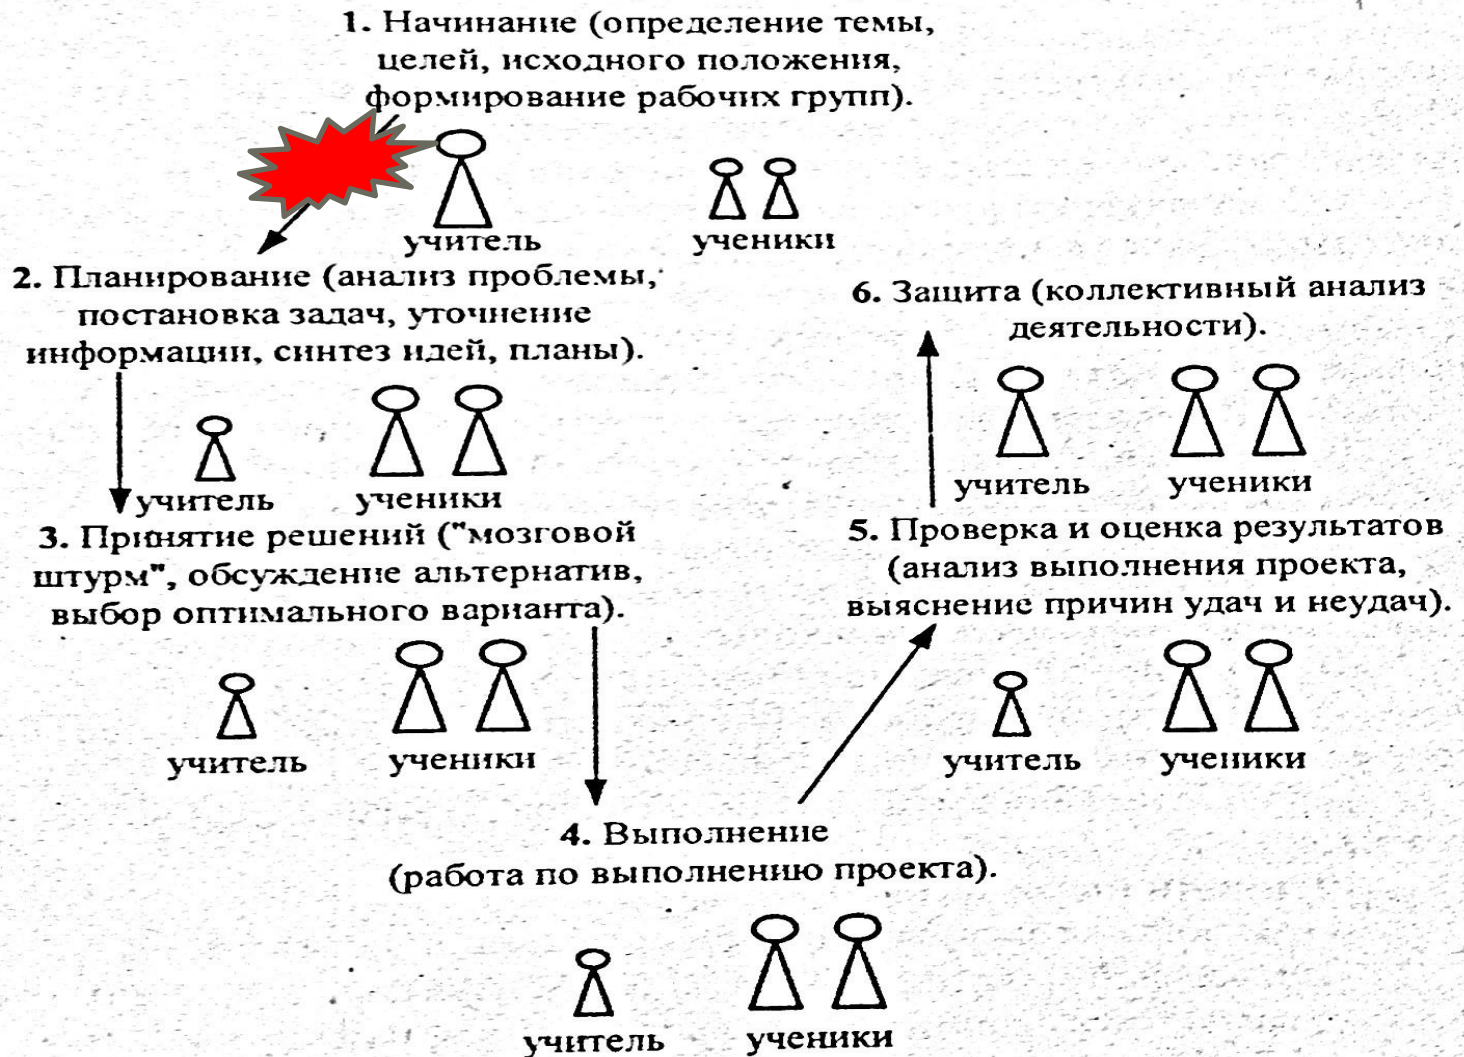 1. Начинание (определение темы,
целей, исходного положения,
формирование рабочих групп).
учитель
ученики
2. Планирование (анализ проблемы,
постановка задач, уточнение
информации, синтез идей, планы).
учитель
ученики
3. Принятие решений ("мозговой
штурм", обсуждение альтернатив,
выбор оптимального варианта).
учитель
ученики
4. Выполнение
(работа по выполнению проекта).
учитель
ученики
5. Проверка и оценка результатов
(анализ выполнения проекта,
выяснение причин удач и неудач).
учитель
ученики
6. Защита (коллективный анализ
деятельности).
учитель
ученики